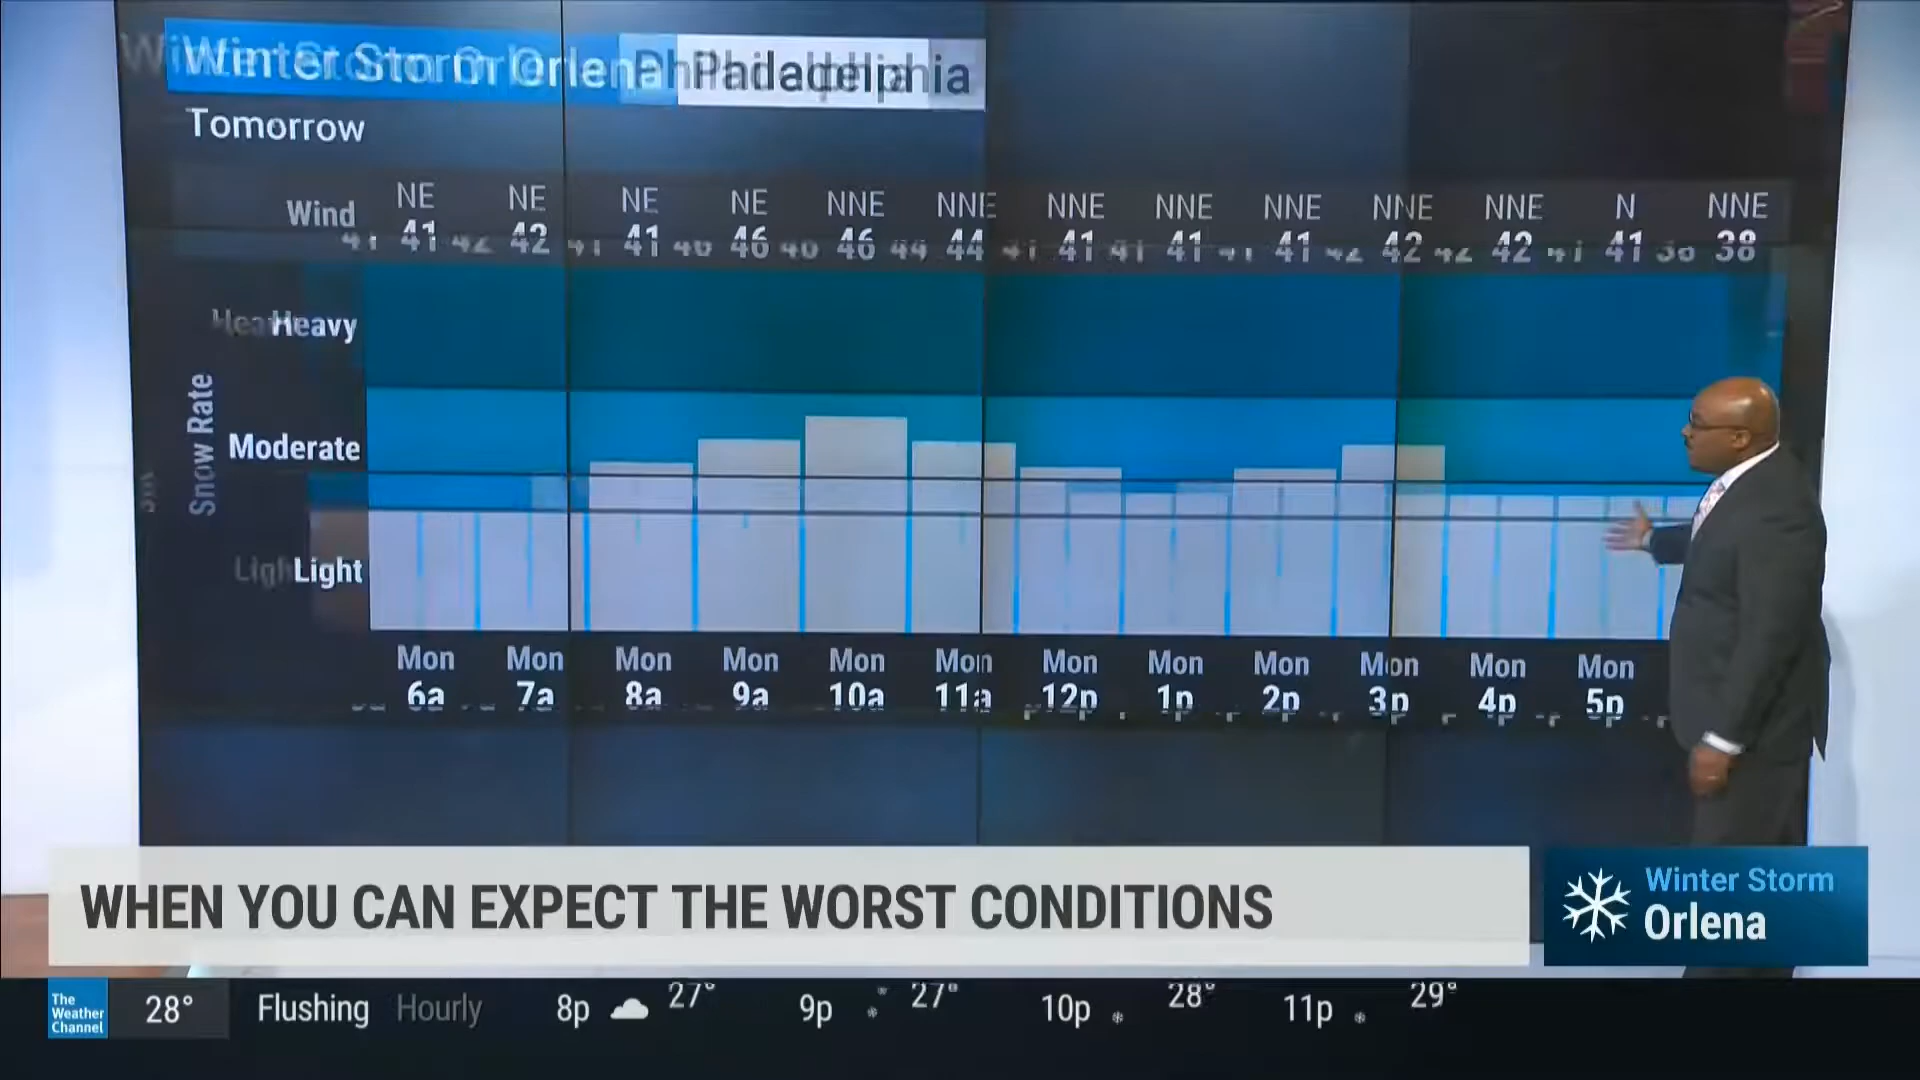 Winter Storm Orlena Philadelphia
Tomorrow
Wind
NE NE NE NE NNE NNE NNE NNE NNE NNE NNE N NNE
41 42 41 46 46 44 41 41 41 42 42 41 38
Heavy
Snow Rate
Moderate
Light
Mon Mon Mon Mon Mon Mon Mon Mon Mon Mon Mon Mon
6a 7a 8a 9a 10a 11a 12p 1p 2p 3p 4p 5p
WHEN YOU CAN EXPECT THE WORST CONDITIONS
Winter Storm
Orlena
The
Weather
Channel
28° Flushing Hourly 8p 27° 9p 27° 10p 28° 11p 29°